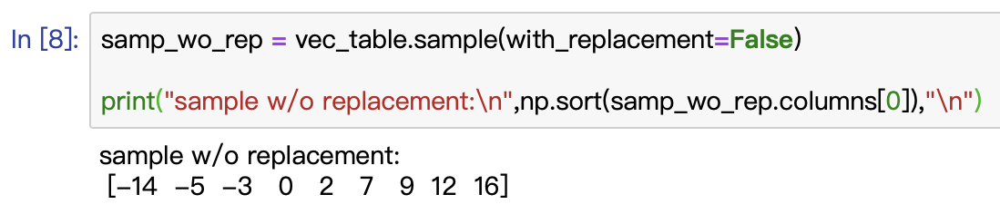 In [8]: samp_wo_rep = vec_table.sample(with_replacement=False)
print("sample w/o replacement:\n",np.sort(samp_wo_rep.columns[0]),"\n")
sample w/o replacement:
[-14 -5 -3 0 2 7 9 12 16]